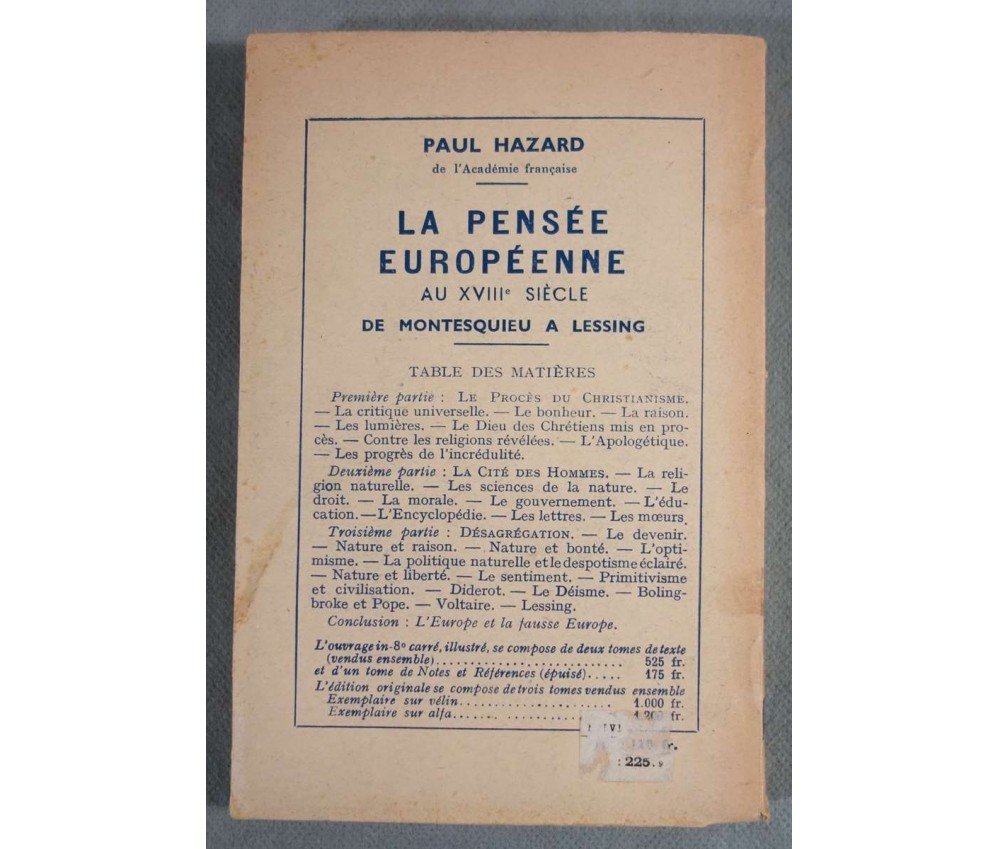 PAUL HAZARD
de l'Académie française
LA PENSÉE
EUROPÉENNE
AU XVIIIe SIÈCLE
DE MONTESQUIEU A LESSING
TABLE DES MATIÈRES
Première partie : LE PROCÈS DU CHRISTIANISME.
— La critique universelle. — Le bonheur. — La raison.
— Les lumières. — Le Dieu des Chrétiens mis en pro-
cès. — Contre les religions révélées. — L'Apologétique.
— Les progrès de l'incrédulité.
Deuxième partie : LA CITÉ DES HOMMES. — La reli-
gion naturelle. — Les sciences de la nature. — Le
droit. — La morale. — Le gouvernement. — L'édu-
cation. — L'Encyclopédie. — Les lettres. — Les mœurs.
Troisième partie : DÉSAGRÉGATION. — Le devenir.
— Nature et raison. — Nature et bonté. — L'opti-
misme. — La politique naturelle et le despotisme éclairé.
— Nature et liberté. — Le sentiment. — Primitivisme
et civilisation. — Diderot. — Le Déisme. — Boling-
broke et Pope. — Voltaire. — Lessing.
Conclusion : L'Europe et la fausse Europe.
L'ouvrage in-8º carré, illustré, se compose de deux tomes de texte
(vendus ensemble)........................ 525 fr.
et d'un tome de Notes et Références (épuisé)..... 175 fr.
L'édition originale se compose de trois tomes vendus ensemble
Exemplaire sur vélin...................... 1.000 fr.
Exemplaire sur alfa...................... fr.
fr.
225.